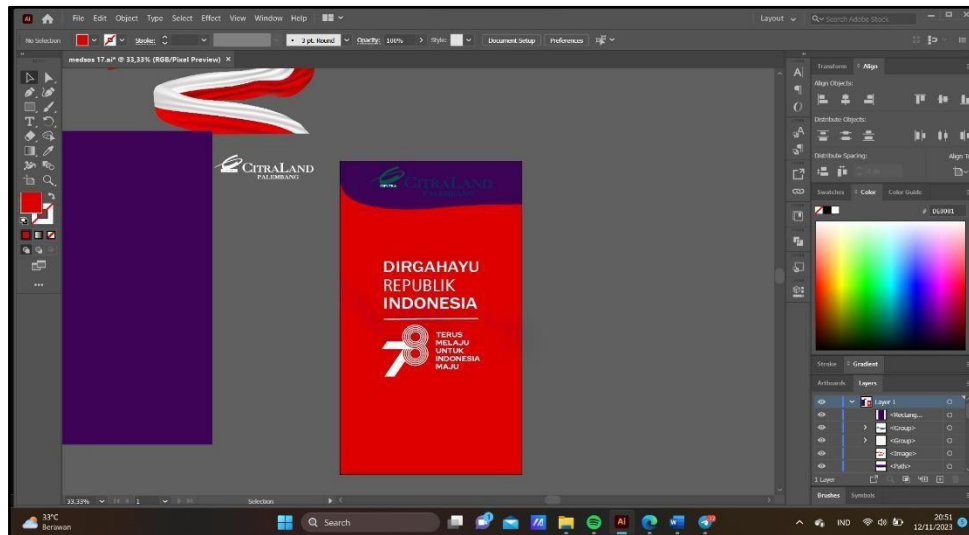 File Edit Object Type Select Effect View Window Help
Layout
Search Adobe Stock
No Selection
Stroke:
3 pt. Round
Opacity: 100%
Style:
Document Setup
Preferences
medsos 17.ai* @ 33,33% (RGB/Pixel Preview) ×
CITRALAND
PALEMBANG
CITRALAND
PALEMBANG
DIRGAHAYU
REPUBLIK
INDONESIA
78
TERUS
MELAJU
UNTUK
INDONESIA
MAJU
Transform
Align
Align Objects:
Distribute Objects:
Distribute Spacing:
Swatches
Color
Color Guide
#
Stroke
Gradient
Artboards
Layers
Layer 1
<Rectang...
<Group>
<Group>
<Image>
<Path>
1 Layer
Brushes
Symbols
33,33%
1
Selection
33°C
Berawan
Search
IND
20:51
12/11/2023